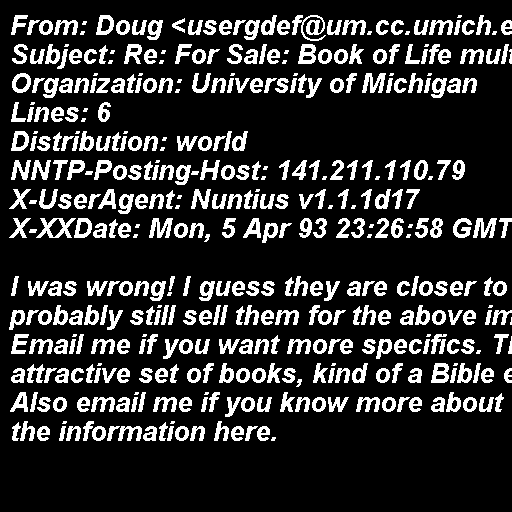 From: Doug <usergdef@um.cc.umich.e
Subject: Re: For Sale: Book of Life mult
Organization: University of Michigan
Lines: 6
Distribution: world
NNTP-Posting-Host: 141.211.110.79
X-UserAgent: Nuntius v1.1.1d17
X-XXDate: Mon, 5 Apr 93 23:26:58 GMT
I was wrong! I guess they are closer to
probably still sell them for the above im
Email me if you want more specifics. Th
attractive set of books, kind of a Bible e
Also email me if you know more about
the information here.